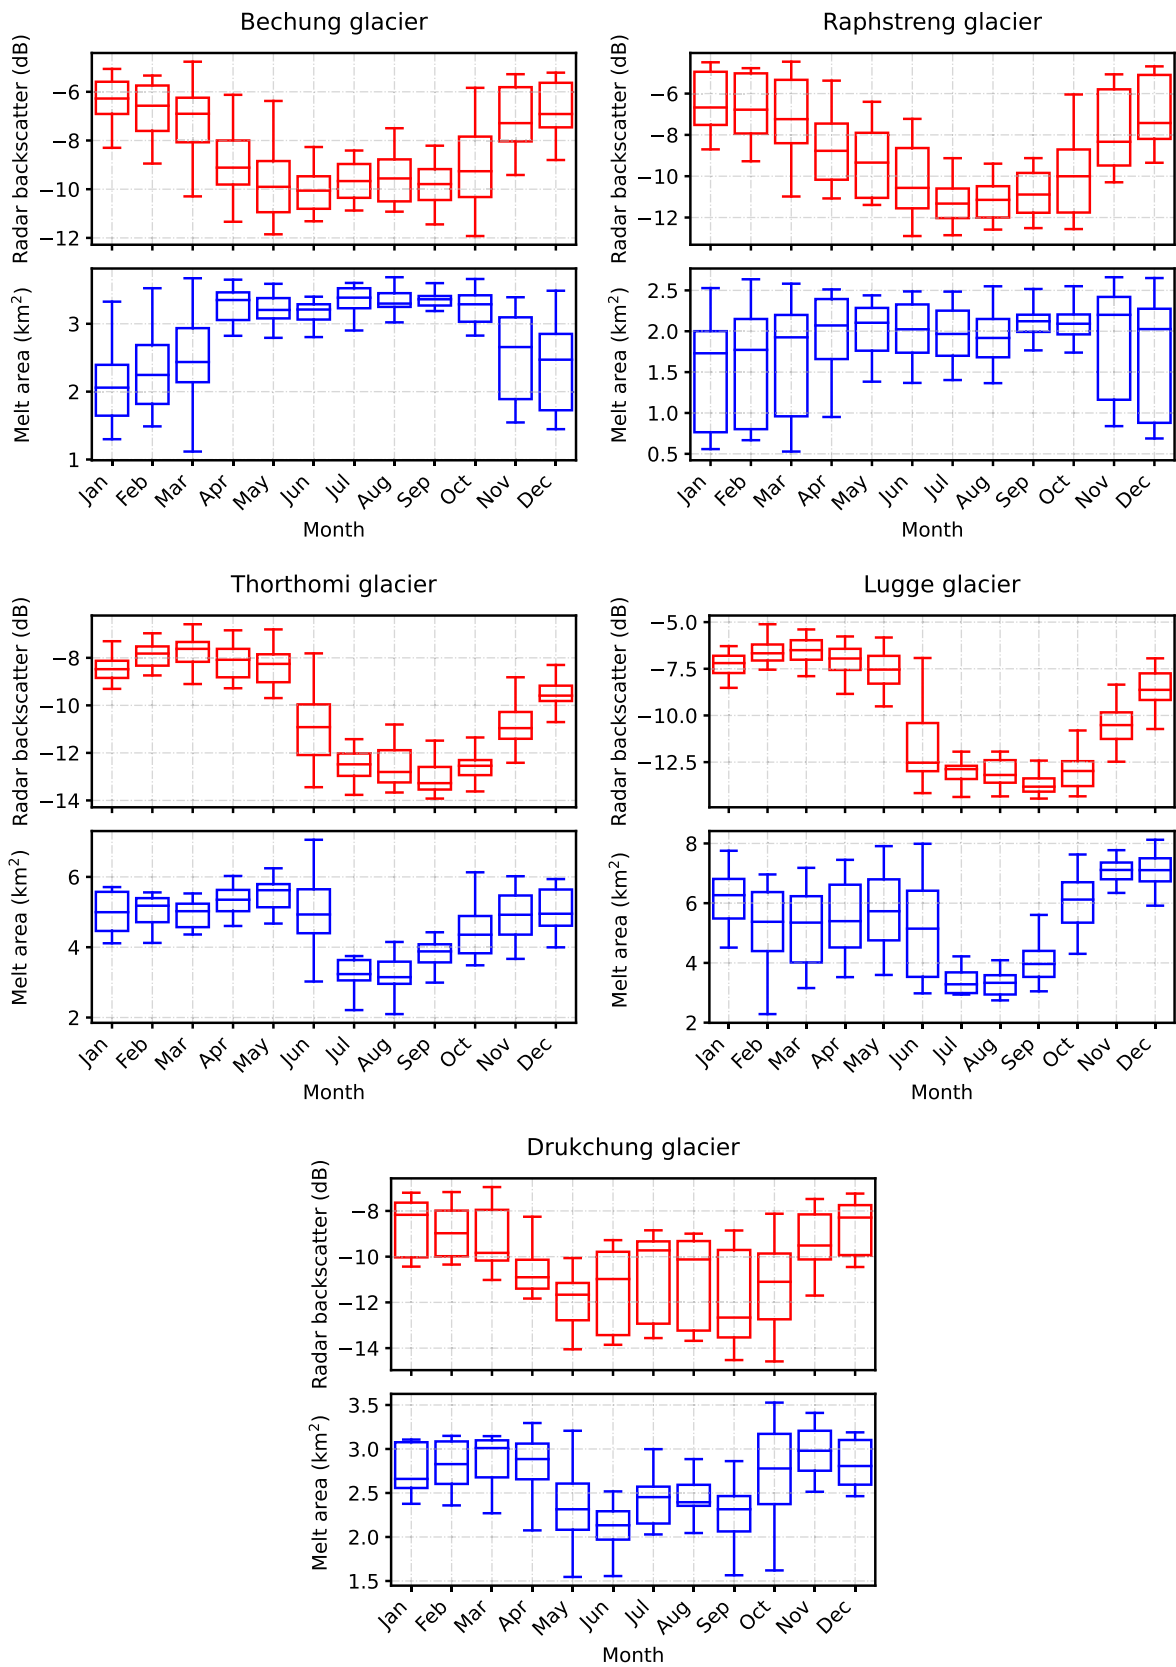 Bechung glacier
Radar backscatter (dB)
−6
−8
−10
−12
Melt area (km²)
3
2
1
Jan Feb Mar Apr May Jun Jul Aug Sep Oct Nov Dec
Month
Raphstreng glacier
Radar backscatter (dB)
−6
−8
−10
−12
Melt area (km²)
2.5
2.0
1.5
1.0
0.5
Jan Feb Mar Apr May Jun Jul Aug Sep Oct Nov Dec
Month
Thorthomi glacier
Radar backscatter (dB)
−8
−10
−12
−14
Melt area (km²)
6
4
2
Jan Feb Mar Apr May Jun Jul Aug Sep Oct Nov Dec
Month
Lugge glacier
Radar backscatter (dB)
−5.0
−7.5
−10.0
−12.5
Melt area (km²)
8
6
4
2
Jan Feb Mar Apr May Jun Jul Aug Sep Oct Nov Dec
Month
Drukchung glacier
Radar backscatter (dB)
−8
−10
−12
−14
Melt area (km²)
3.5
3.0
2.5
2.0
1.5
Jan Feb Mar Apr May Jun Jul Aug Sep Oct Nov Dec
Month